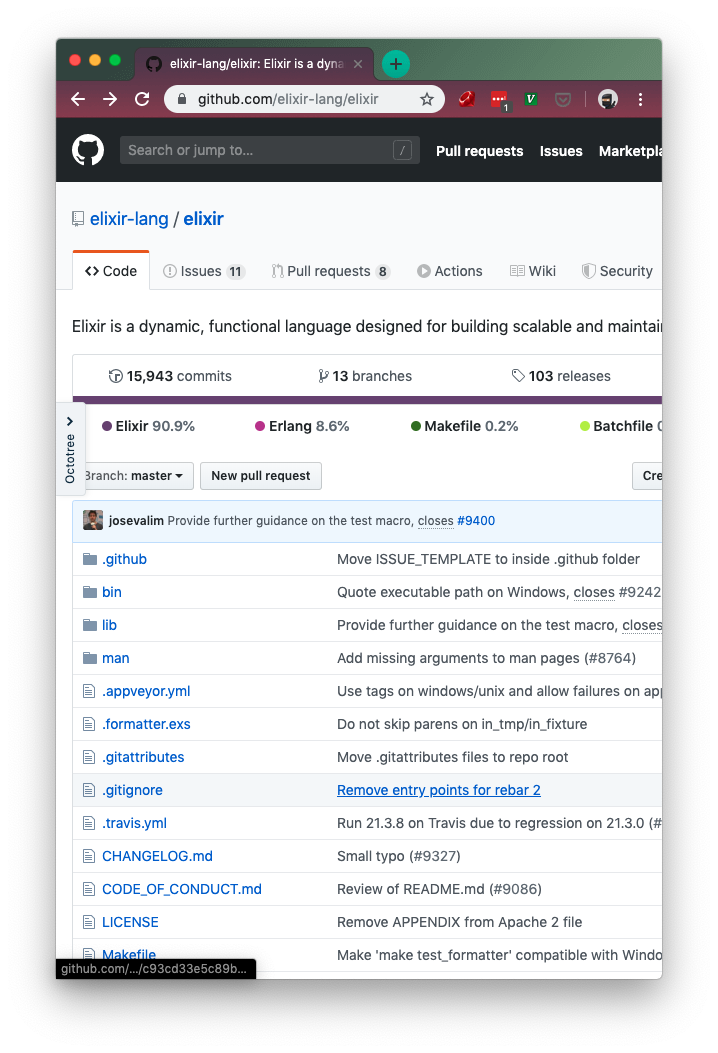 elixir-lang/elixir: Elixir is a dyna
github.com/elixir-lang/elixir
1
V
Search or jump to...
/
Pull requests Issues Marketpla
elixir-lang / elixir
Code Issues 11 Pull requests 8 Actions Wiki Security
Elixir is a dynamic, functional language designed for building scalable and maintai
15,943 commits 13 branches 103 releases
Elixir 90.9% Erlang 8.6% Makefile 0.2% Batchfile 0
Octotree
Branch: master New pull request Cre
josevalim Provide further guidance on the test macro, closes #9400
.github Move ISSUE_TEMPLATE to inside .github folder
bin Quote executable path on Windows, closes #9242
lib Provide further guidance on the test macro, closes
man Add missing arguments to man pages (#8764)
.appveyor.yml Use tags on windows/unix and allow failures on app
.formatter.exs Do not skip parens on in_tmp/in_fixture
.gitattributes Move .gitattributes files to repo root
.gitignore Remove entry points for rebar 2
.travis.yml Run 21.3.8 on Travis due to regression on 21.3.0 (#
CHANGELOG.md Small typo (#9327)
CODE_OF_CONDUCT.md Review of README.md (#9086)
LICENSE Remove APPENDIX from Apache 2 file
Makefile Make 'make test_formatter' compatible with Windo
github.com/.../c93cd33e5c89b...